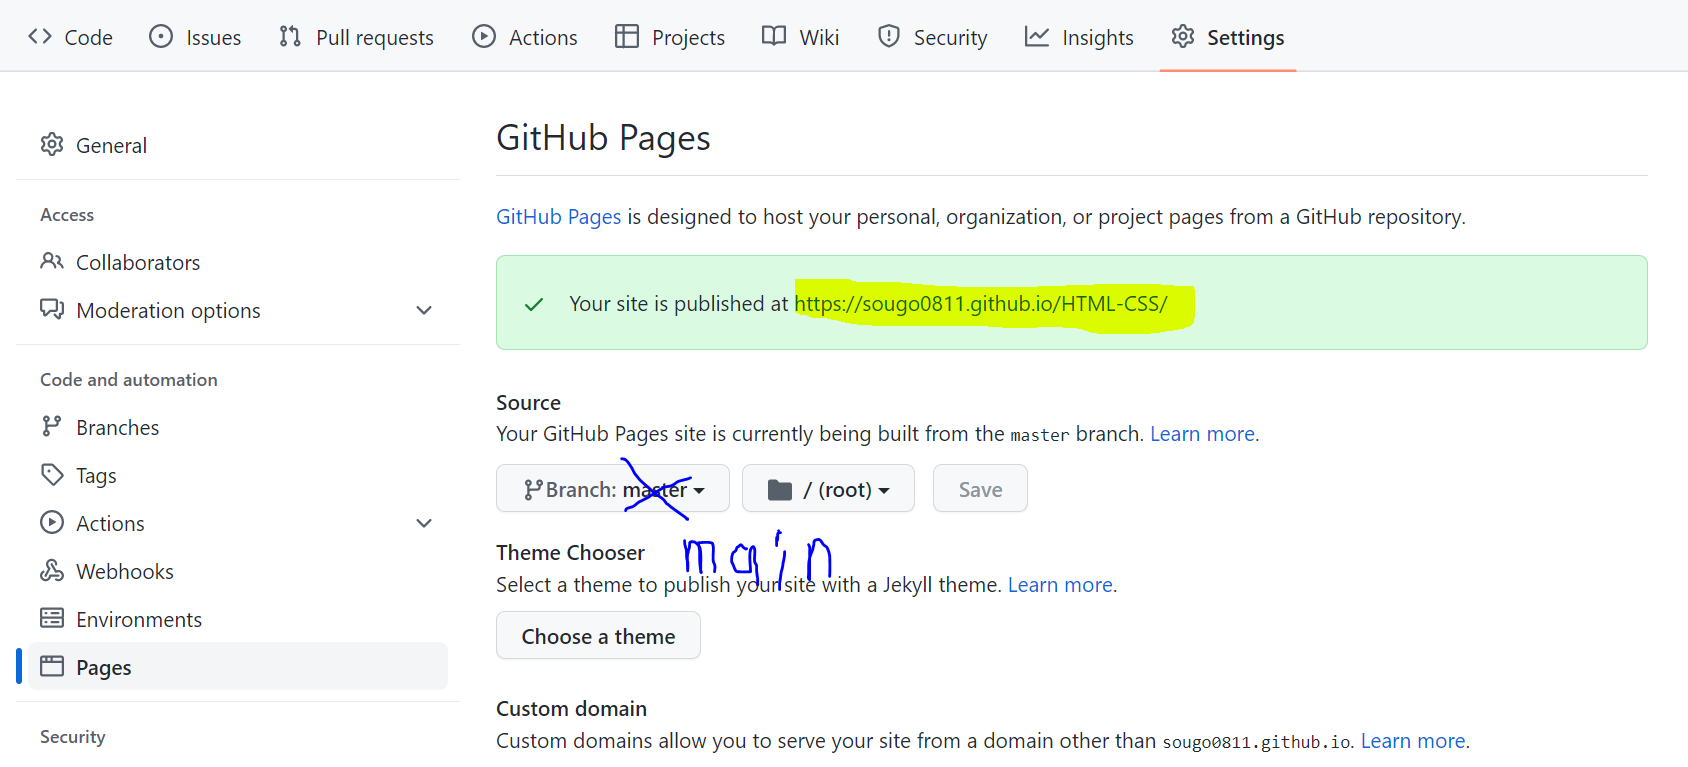 Code Issues Pull requests Actions Projects Wiki Security Insights Settings
General
Access
Collaborators
Moderation options
Code and automation
Branches
Tags
Actions
Webhooks
Environments
Pages
Security
GitHub Pages
GitHub Pages is designed to host your personal, organization, or project pages from a GitHub repository.
Your site is published at https://sougo0811.github.io/HTML-CSS/
Source
Your GitHub Pages site is currently being built from the master branch. Learn more.
Branch: master / (root) Save
main
Theme Chooser
Select a theme to publish your site with a Jekyll theme. Learn more.
Choose a theme
Custom domain
Custom domains allow you to serve your site from a domain other than sougo0811.github.io. Learn more.